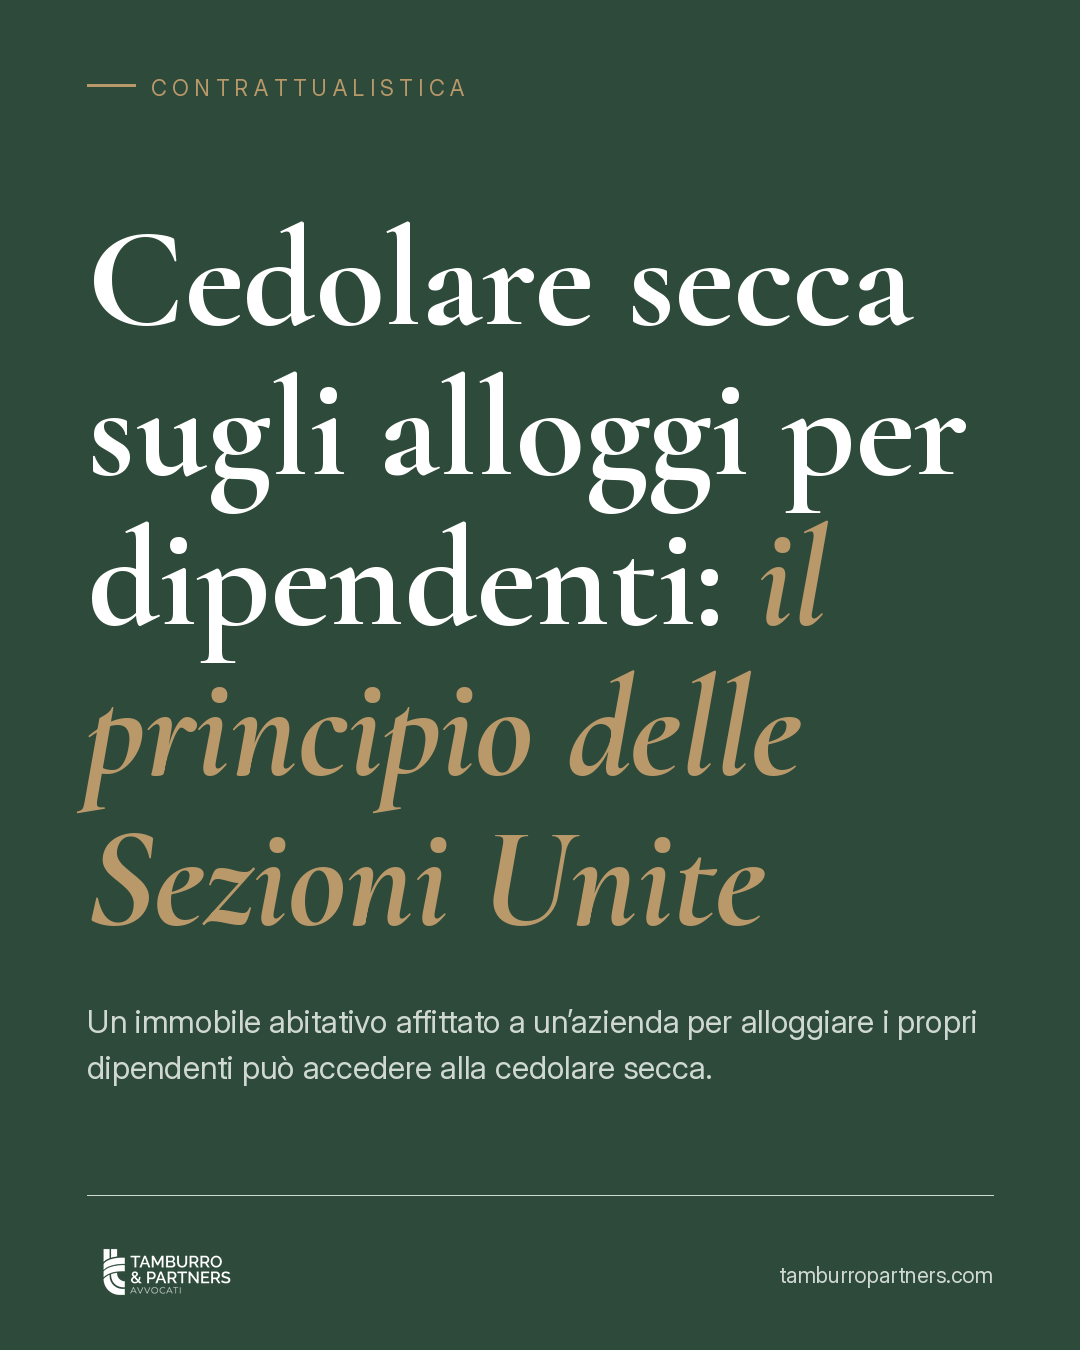 CONTRATTUALISTICA
Cedolare secca
sugli alloggi per
dipendenti: il
principio delle
Sezioni Unite
Un immobile abitativo affittato a un’azienda per alloggiare i propri
dipendenti può accedere alla cedolare secca.
TAMBURRO
& PARTNERS
AVVOCATI
tamburropartners.com